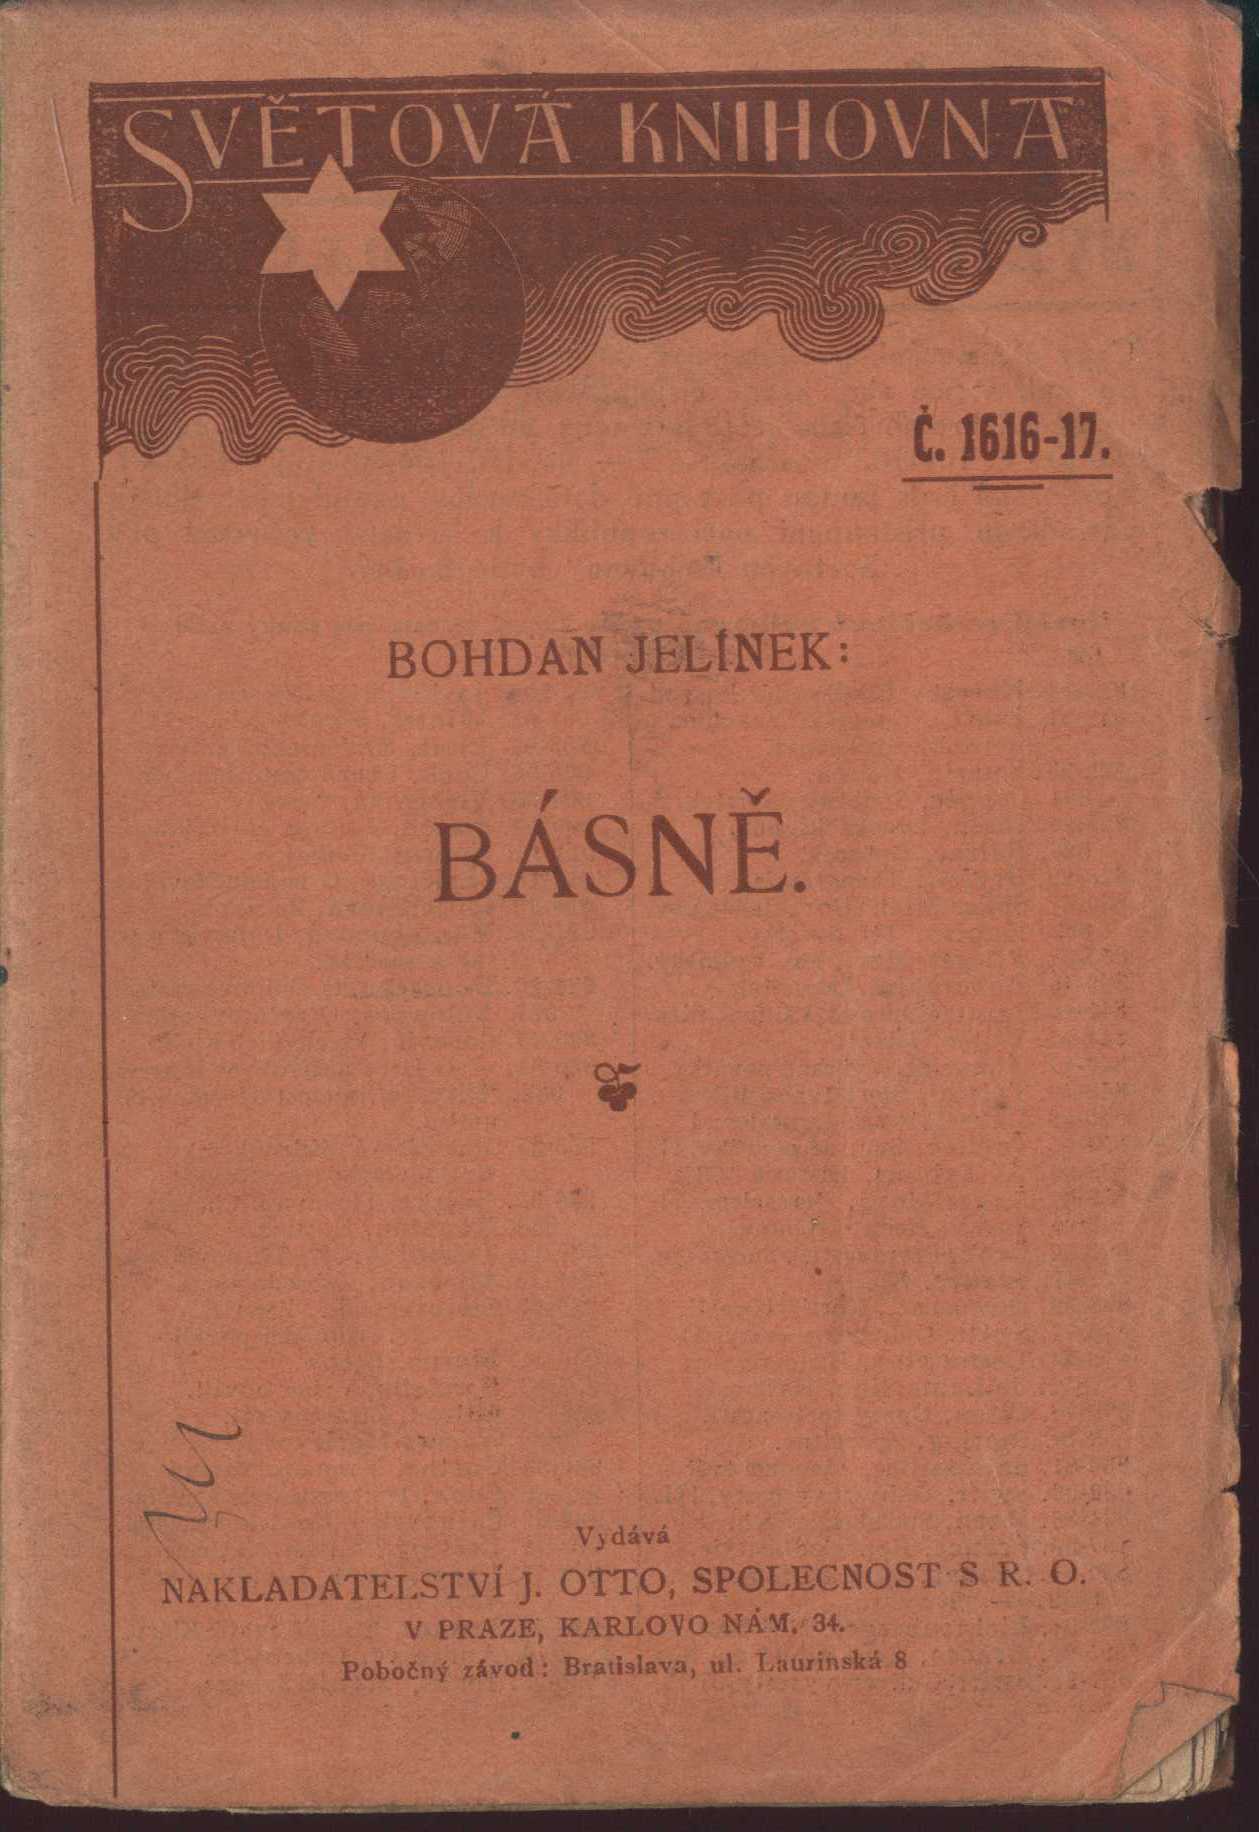 SVĚTOVÁ KNIHOVNA
Č. 1616-17.
BOHDAN JELÍNEK:
BÁSNĚ.
Vydává
NAKLADATELSTVÍ J. OTTO, SPOLECNOST S R. O.
V PRAZE, KARLOVO NÁM. 34.
Pobočný závod: Bratislava, ul. Laurinská 8